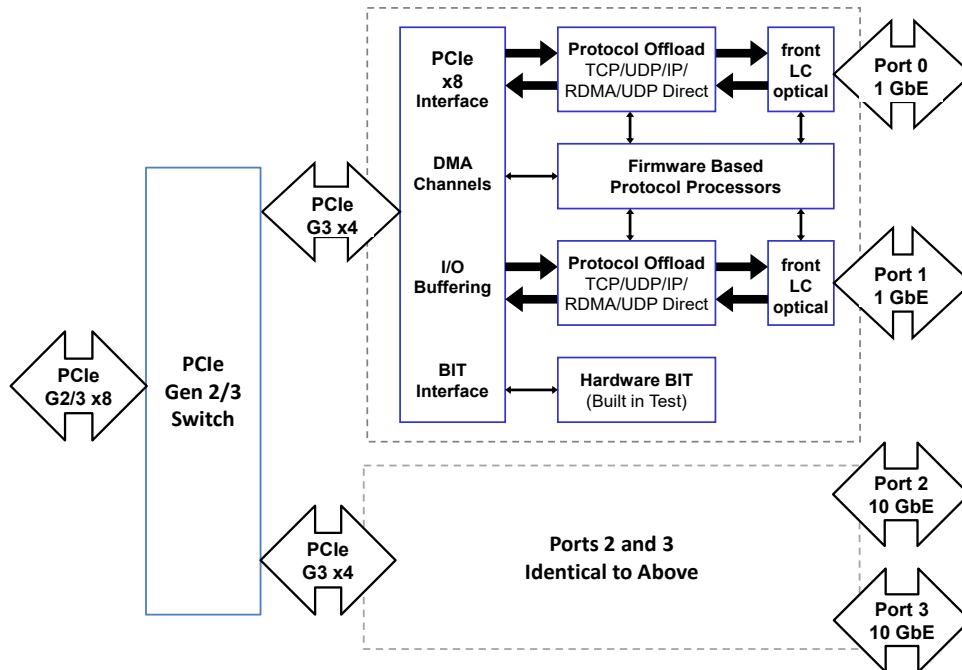 PCIe
G2/3 x8
PCIe
Gen 2/3
Switch
PCIe
G3 x4
PCIe
x8
Interface
DMA
Channels
I/O
Buffering
BIT
Interface
Protocol Offload
TCP/UDP/IP/
RDMA/UDP Direct
front
LC
optical
Port 0
1 GbE
Firmware Based
Protocol Processors
Protocol Offload
TCP/UDP/IP/
RDMA/UDP Direct
front
LC
optical
Port 1
1 GbE
Hardware BIT
(Built in Test)
PCIe
G3 x4
Ports 2 and 3
Identical to Above
Port 2
10 GbE
Port 3
10 GbE